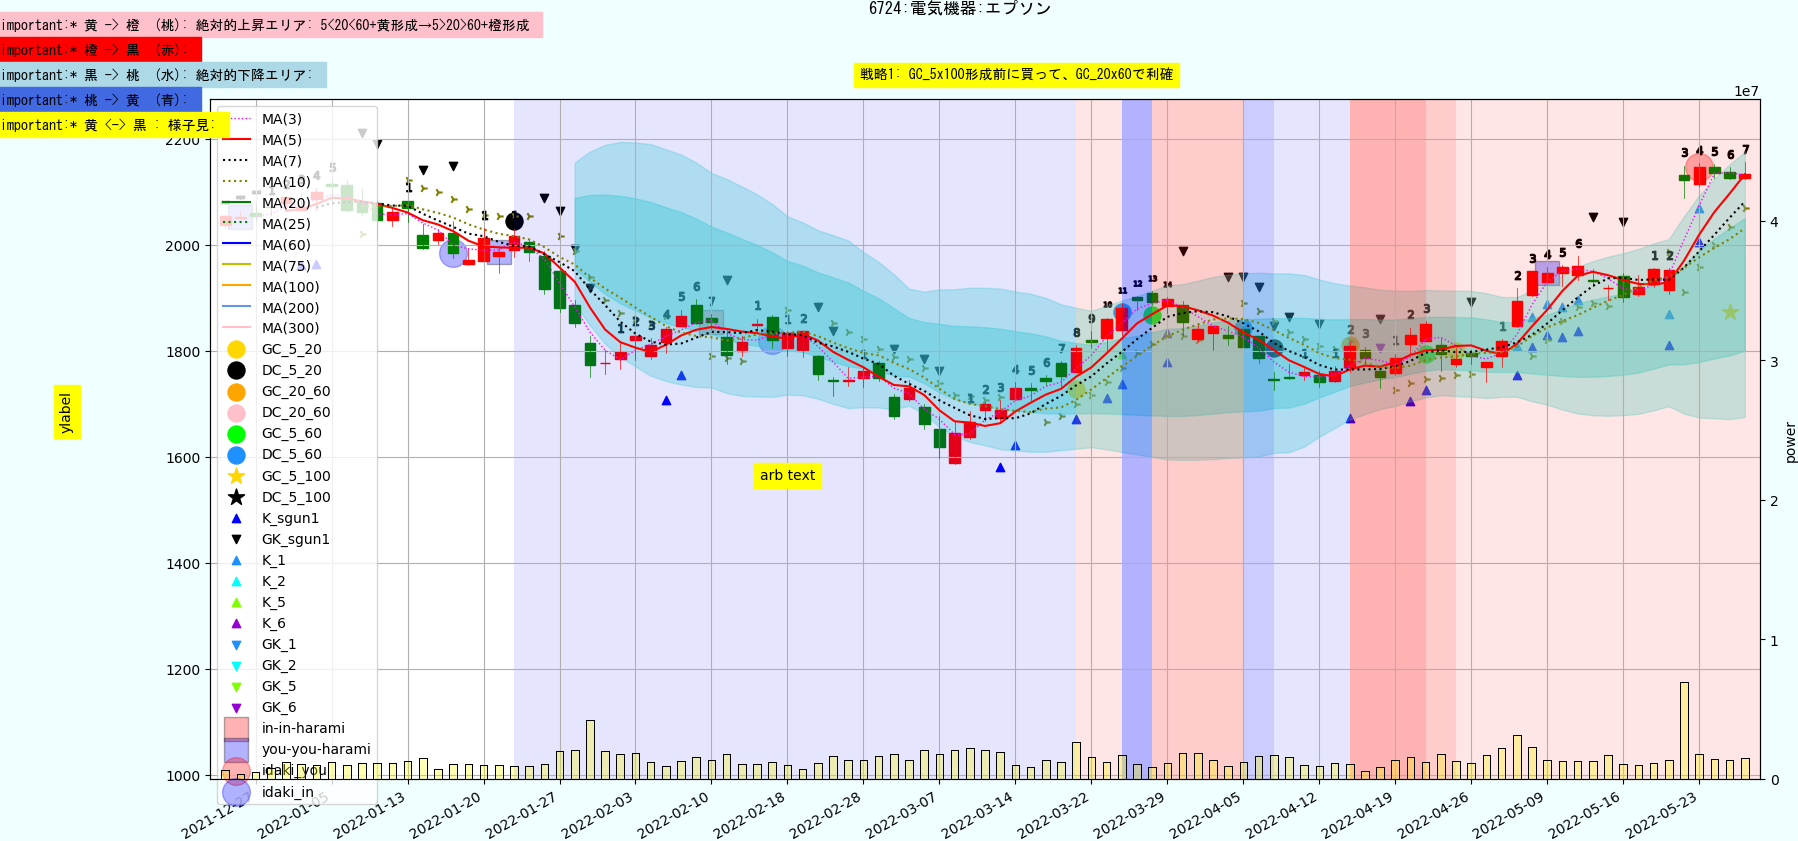 6724:電気機器:エプソン
important:* 黄 -> 橙 (桃): 絶対的上昇エリア: 5<20<60+黄形成→5>20>60+橙形成
important:* 橙 -> 黒 (赤):
important:* 黒 -> 桃 (水): 絶対的下降エリア:
戦略1: GC_5x100形成前に買って、GC_20x60で利確
important:* 桃 -> 黄 (青):
important:* 黄 <-> 黒 : 様子見:
1e7
MA(3)
MA(5)
MA(7)
MA(10)
MA(20)
MA(25)
MA(60)
MA(75)
MA(100)
MA(200)
MA(300)
GC_5_20
DC_5_20
GC_20_60
DC_20_60
GC_5_60
DC_5_60
GC_5_100
DC_5_100
K_sgun1
GK_sgun1
K_1
K_2
K_5
K_6
GK_1
GK_2
GK_5
GK_6
in-in-harami
you-you-harami
idaki_you
idaki_in
2200
2000
1800
1600
1400
1200
1000
ylabel
arb text
4
3
2
1
0
power
2021-12-27
2022-01-05
2022-01-13
2022-01-20
2022-01-27
2022-02-03
2022-02-10
2022-02-18
2022-02-28
2022-03-07
2022-03-14
2022-03-22
2022-03-29
2022-04-05
2022-04-12
2022-04-19
2022-04-26
2022-05-09
2022-05-16
2022-05-23